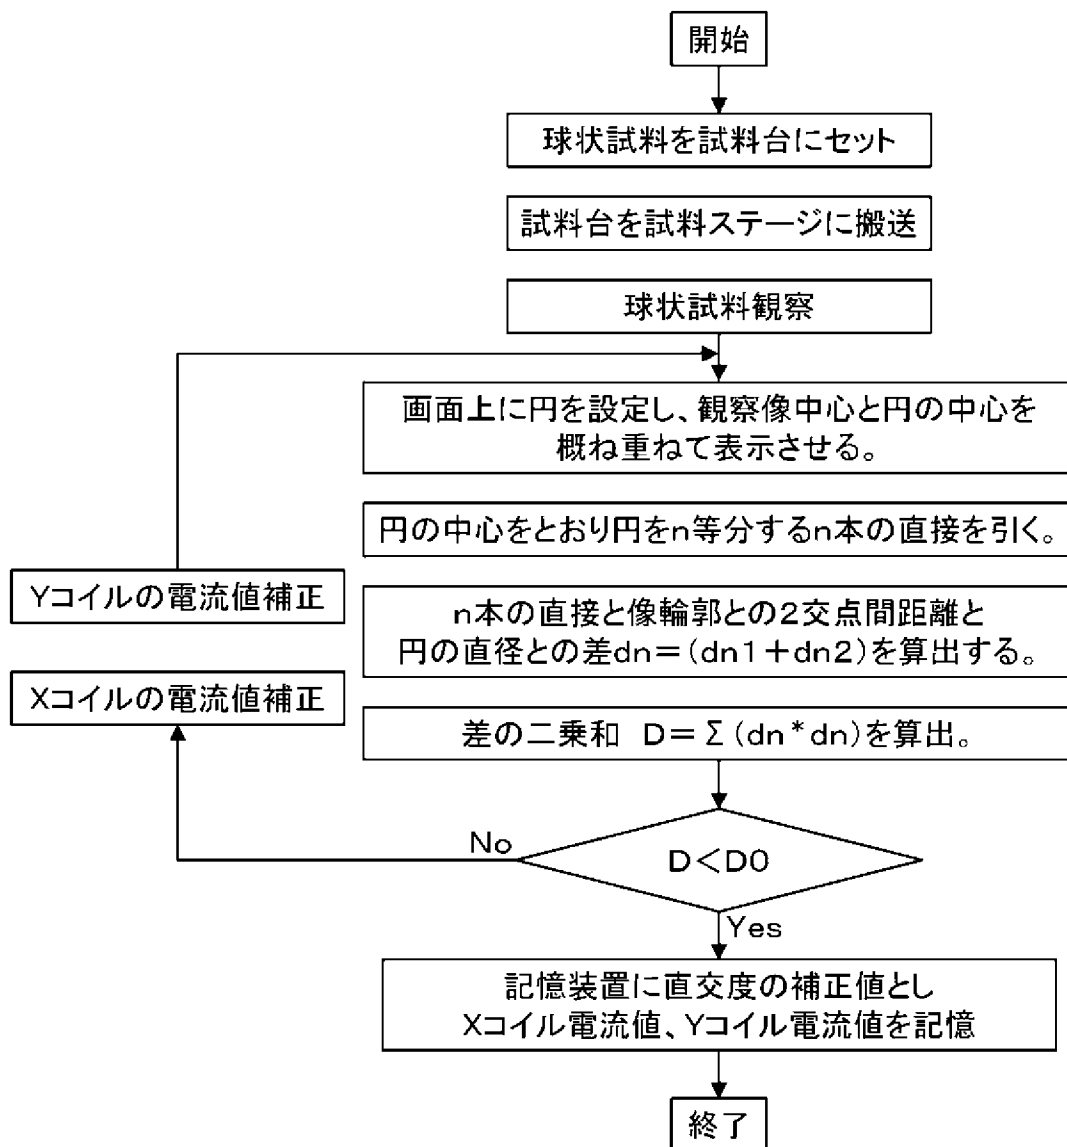 開始
球状試料を試料台にセット
試料台を試料ステージに搬送
球状試料観察
画面上に円を設定し、観察像中心と円の中心を
概ね重ねて表示させる。
円の中心をとおり円をn等分するn本の直接を引く。
Yコイルの電流値補正
n本の直接と像輪郭との2交点間距離と
円の直径との差dn=(dn1+dn2)を算出する。
Xコイルの電流値補正
差の二乗和 D=Σ(dn*dn)を算出。
No
D<D0
Yes
記憶装置に直交度の補正値とし
Xコイル電流値、Yコイル電流値を記憶
終了